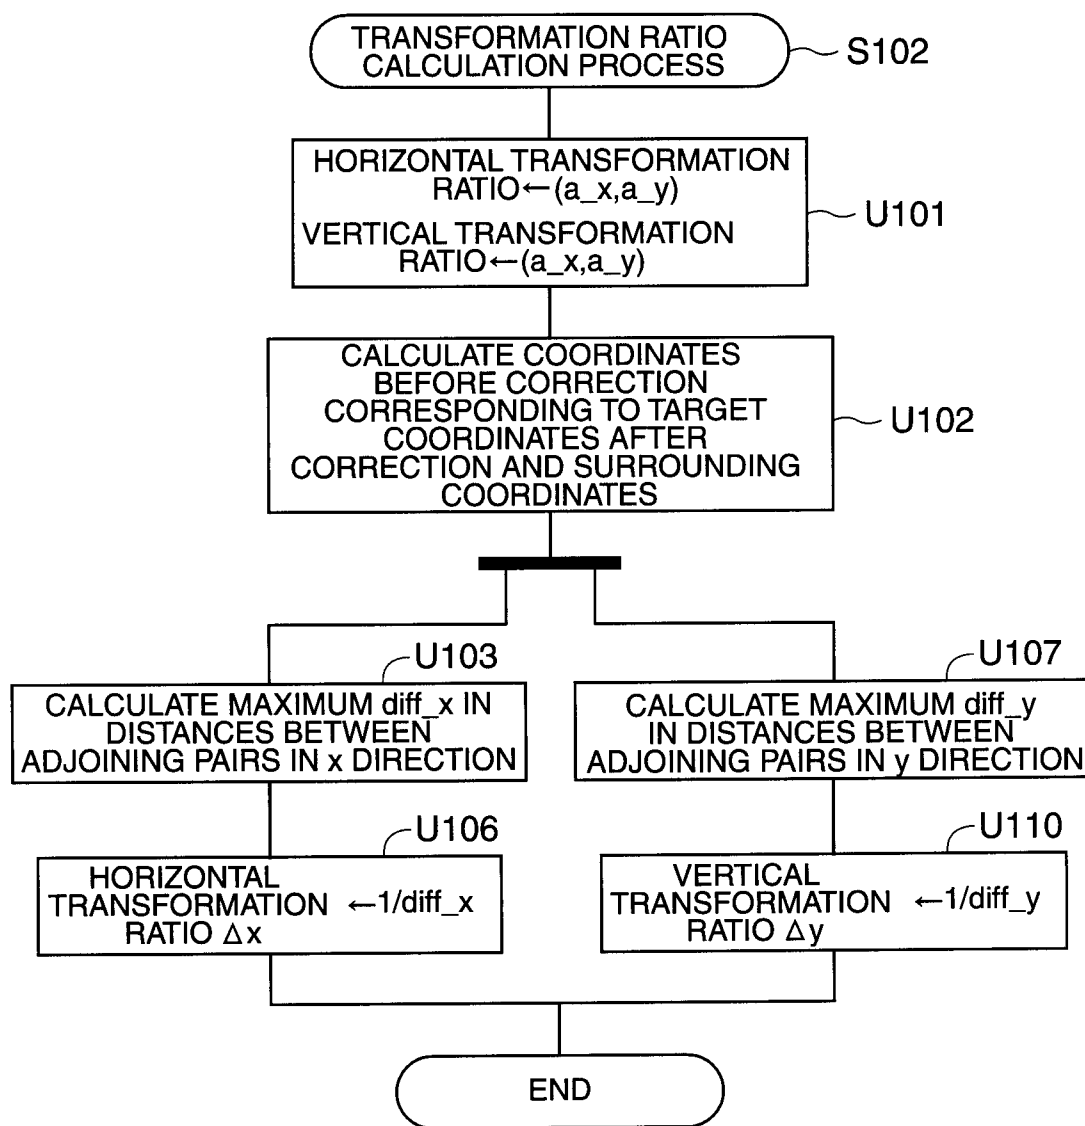 TRANSFORMATION RATIO
CALCULATION PROCESS
S102
HORIZONTAL TRANSFORMATION
RATIO←(a_x,a_y)
VERTICAL TRANSFORMATION
RATIO←(a_x,a_y)
U101
CALCULATE COORDINATES
BEFORE CORRECTION
CORRESPONDING TO TARGET
COORDINATES AFTER
CORRECTION AND SURROUNDING
COORDINATES
U102
U103
CALCULATE MAXIMUM diff_x IN
DISTANCES BETWEEN
ADJOINING PAIRS IN x DIRECTION
U107
CALCULATE MAXIMUM diff_y
IN DISTANCES BETWEEN
ADJOINING PAIRS IN y DIRECTION
U106
HORIZONTAL
TRANSFORMATION ←1/diff_x
RATIO Δx
U110
VERTICAL
TRANSFORMATION ←1/diff_y
RATIO Δy
END